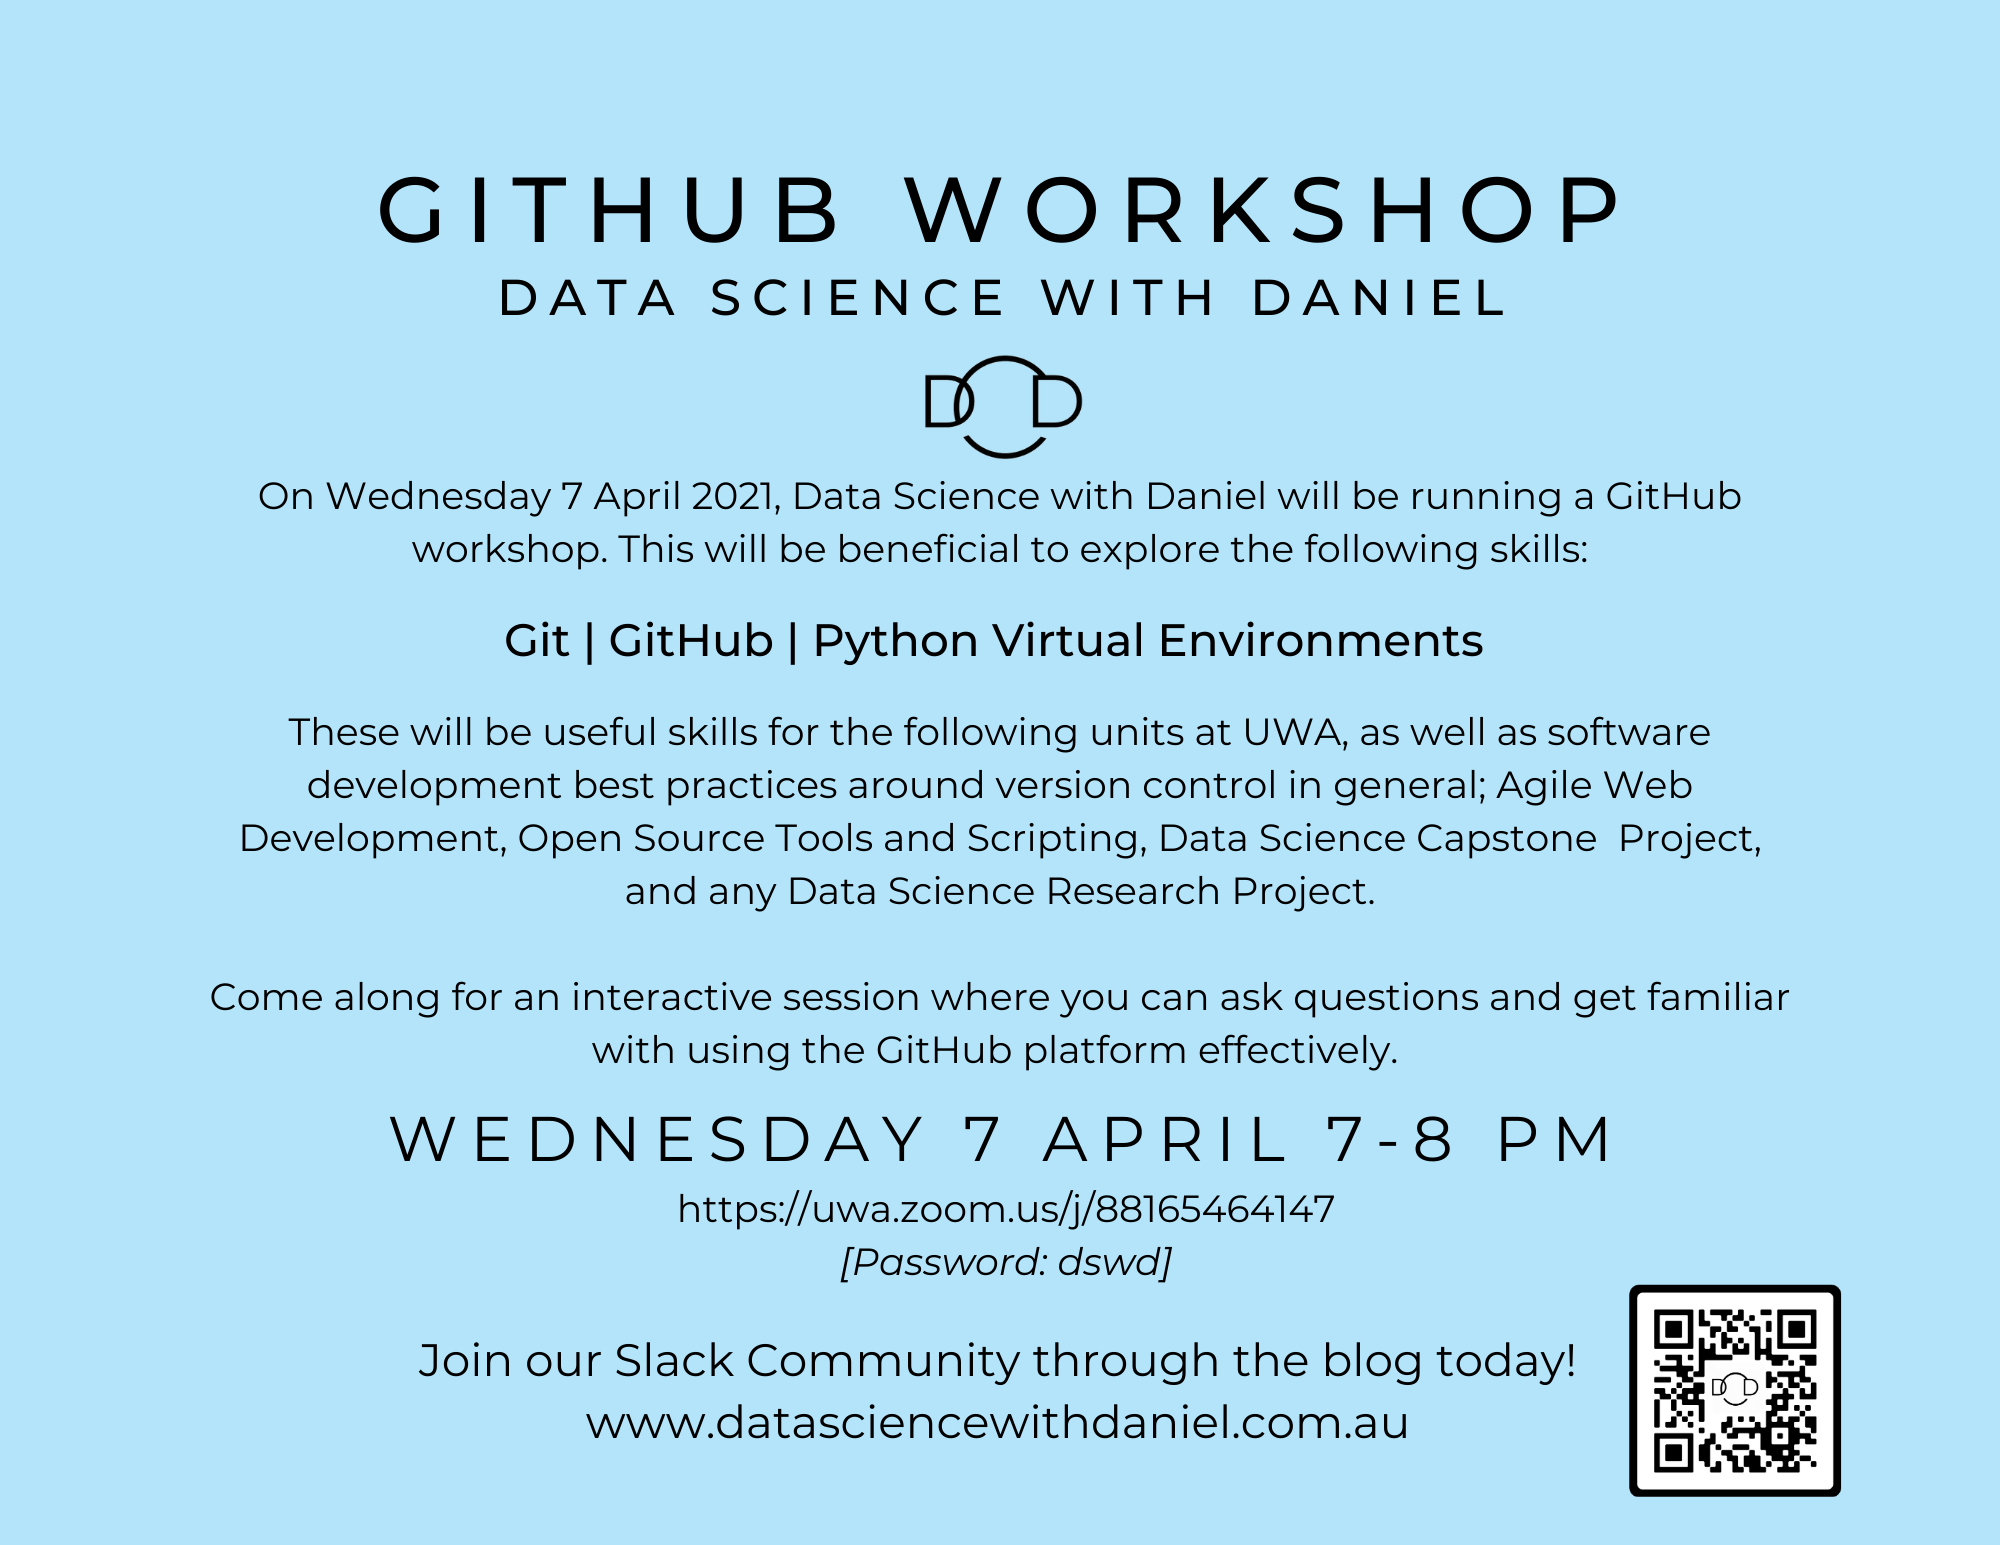 GITHUB WORKSHOP
DATA SCIENCE WITH DANIEL
D D
On Wednesday 7 April 2021, Data Science with Daniel will be running a GitHub
workshop. This will be beneficial to explore the following skills:
Git | GitHub | Python Virtual Environments
These will be useful skills for the following units at UWA, as well as software
development best practices around version control in general; Agile Web
Development, Open Source Tools and Scripting, Data Science Capstone  Project,
and any Data Science Research Project.
Come along for an interactive session where you can ask questions and get familiar
with using the GitHub platform effectively.
WEDNESDAY 7 APRIL 7-8 PM
https://uwa.zoom.us/j/88165464147
[Password: dswd]
Join our Slack Community through the blog today!
www.datasciencewithdaniel.com.au
D D